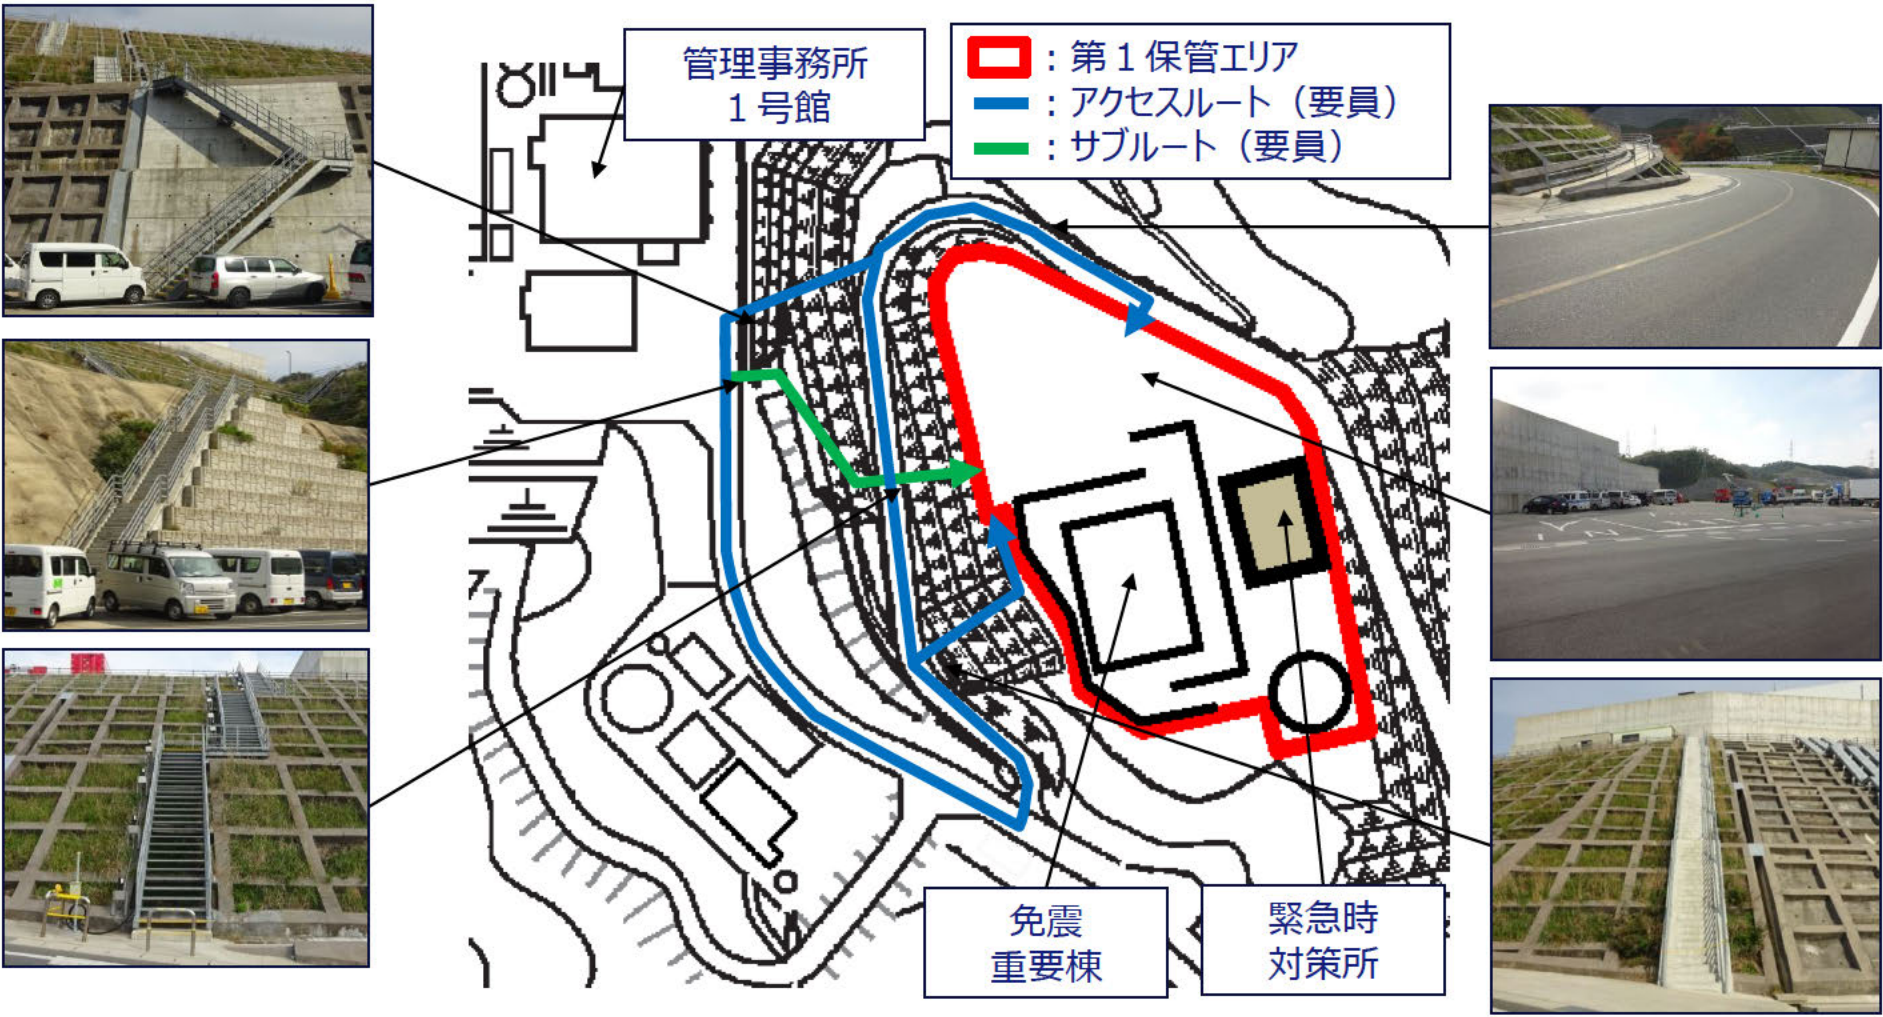 管理事務所
1号館
：第1保管エリア
：アクセスルート（要員）
：サブルート（要員）
免震
重要棟
緊急時
対策所